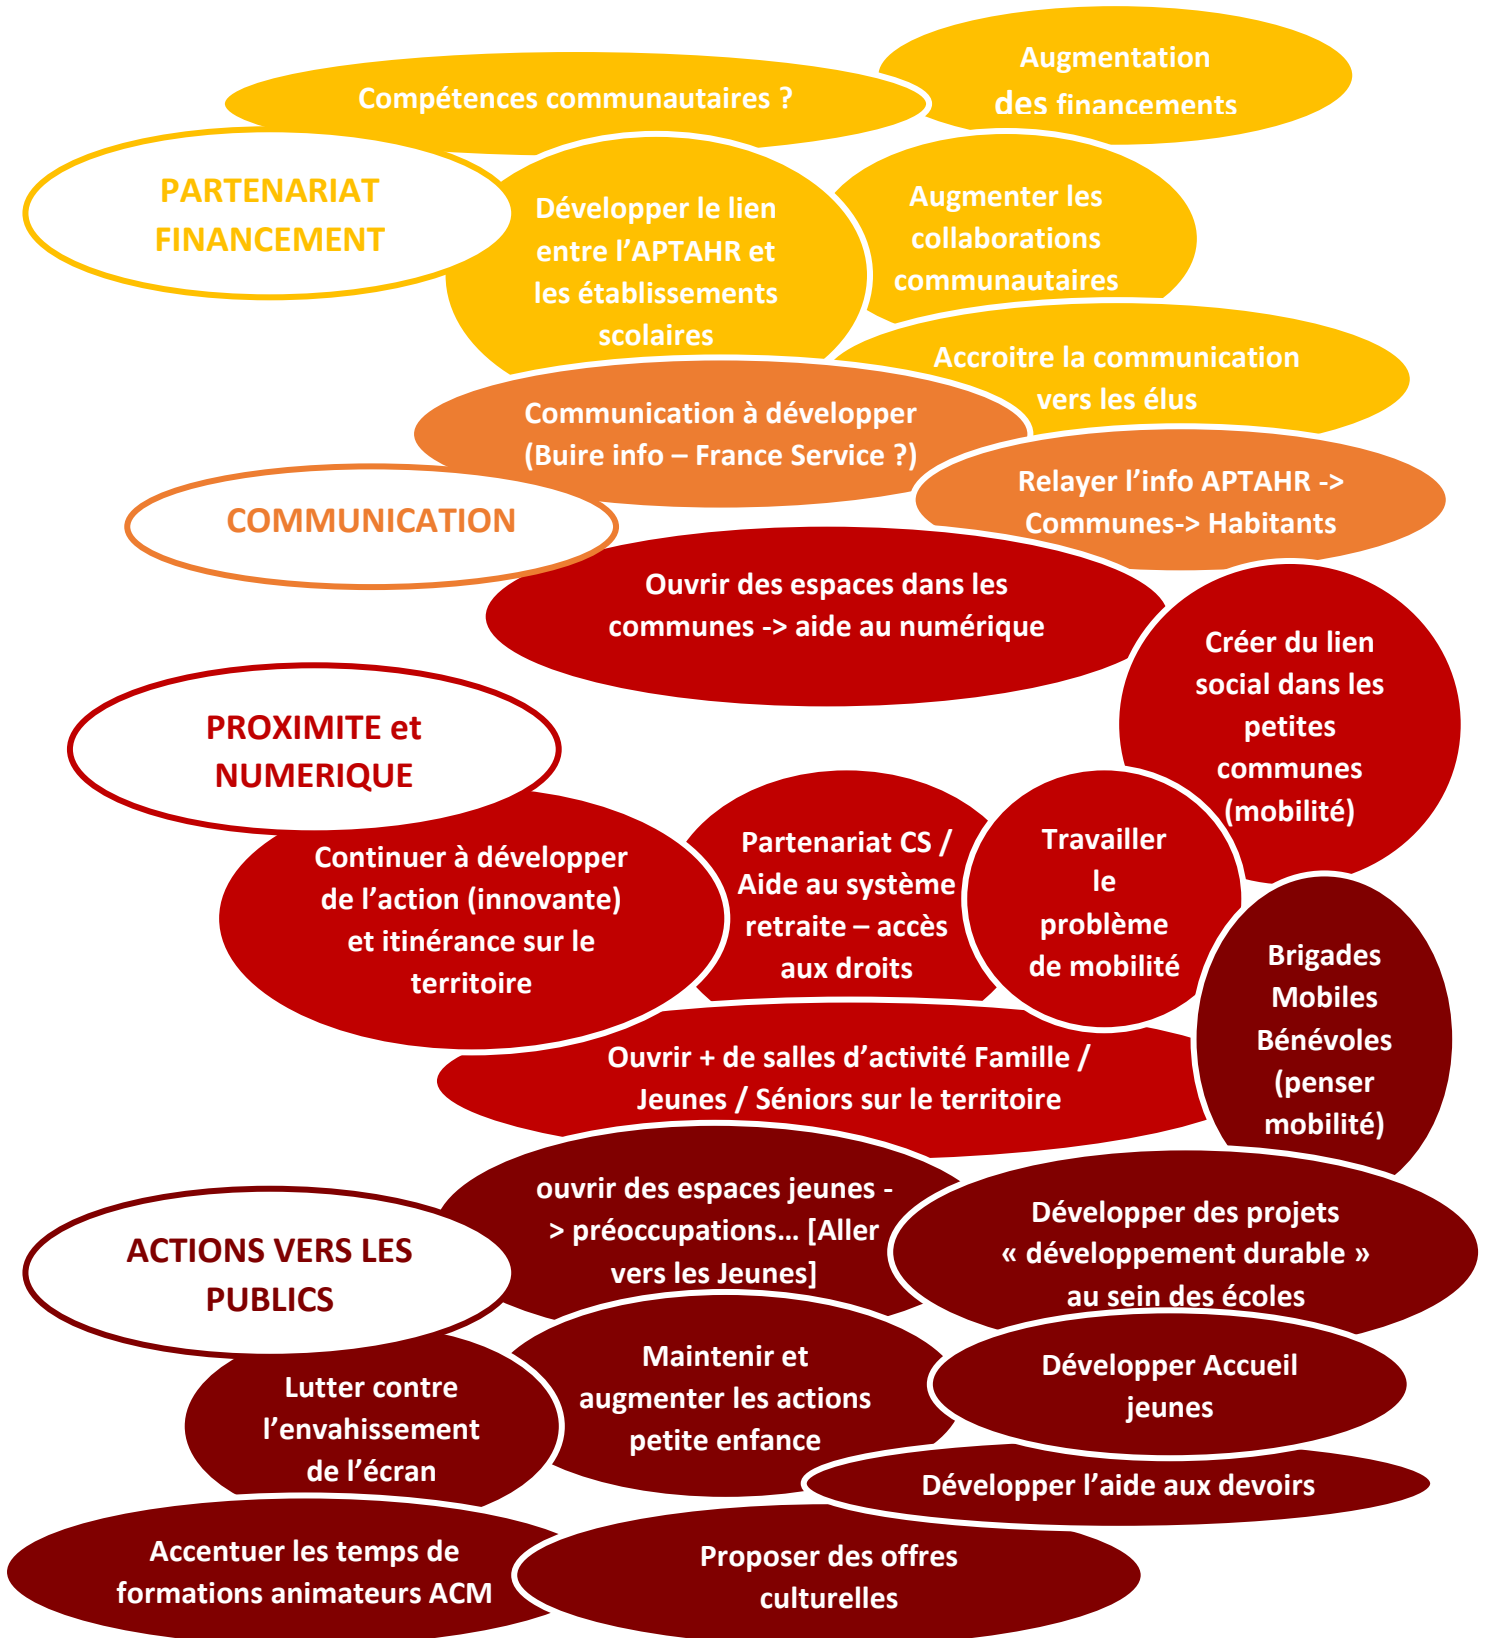 Augmentation
des financements
Compétences communautaires ?
PARTENARIAT
FINANCEMENT
Développer le lien
entre l’APTAHR et
les établissements
scolaires
Augmenter les
collaborations
communautaires
Accroitre la communication
vers les élus
Communication à développer
(Buire info – France Service ?)
Relayer l’info APTAHR ->
Communes-> Habitants
COMMUNICATION
Ouvrir des espaces dans les
communes -> aide au numérique
Créer du lien
social dans les
petites
communes
(mobilité)
PROXIMITE et
NUMERIQUE
Continuer à développer
de l’action (innovante)
et itinérance sur le
territoire
Partenariat CS /
Aide au système
retraite – accès
aux droits
Travailler
le
problème
de mobilité
Brigades
Mobiles
Bénévoles
(penser
mobilité)
Ouvrir + de salles d’activité Famille /
Jeunes / Séniors sur le territoire
ouvrir des espaces jeunes -
> préoccupations… [Aller
vers les Jeunes]
Développer des projets
« développement durable »
au sein des écoles
ACTIONS VERS LES
PUBLICS
Maintenir et
augmenter les actions
petite enfance
Développer Accueil
jeunes
Lutter contre
l’envahissement
de l’écran
Développer l’aide aux devoirs
Accentuer les temps de
formations animateurs ACM
Proposer des offres
culturelles